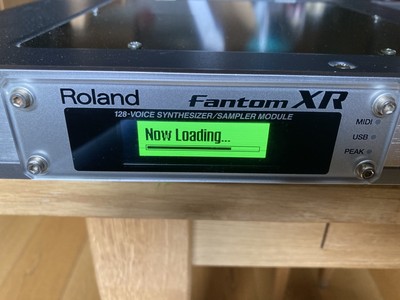 Roland
Fantom XR
128-VOICE SYNTHESIZER/SAMPLER MODULE
Now Loading...
MIDI
USB
PEAK